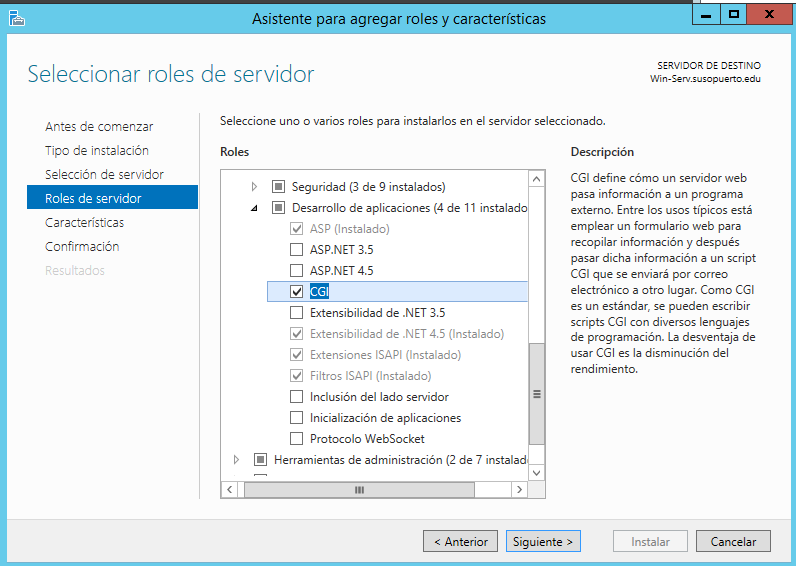 Asistente para agregar roles y características
Seleccionar roles de servidor
SERVIDOR DE DESTINO
Win-Serv.susopuerto.edu
Antes de comenzar
Tipo de instalación
Selección de servidor
Roles de servidor
Características
Confirmación
Resultados
Seleccione uno o varios roles para instalarlos en el servidor seleccionado.
Roles
Seguridad (3 de 9 instalados)
Desarrollo de aplicaciones (4 de 11 instalado
ASP (Instalado)
ASP.NET 3.5
ASP.NET 4.5
CGI
Extensibilidad de .NET 3.5
Extensibilidad de .NET 4.5 (Instalado)
Extensiones ISAPI (Instalado)
Filtros ISAPI (Instalado)
Inclusión del lado servidor
Inicialización de aplicaciones
Protocolo WebSocket
Herramientas de administración (2 de 7 instalad
Descripción
CGI define cómo un servidor web
pasa información a un programa
externo. Entre los usos típicos está
emplear un formulario web para
recopilar información y después
pasar dicha información a un script
CGI que se enviará por correo
electrónico a otro lugar. Como CGI
es un estándar, se pueden escribir
scripts CGI con diversos lenguajes
de programación. La desventaja de
usar CGI es la disminución del
rendimiento.
< Anterior
Siguiente >
Instalar
Cancelar